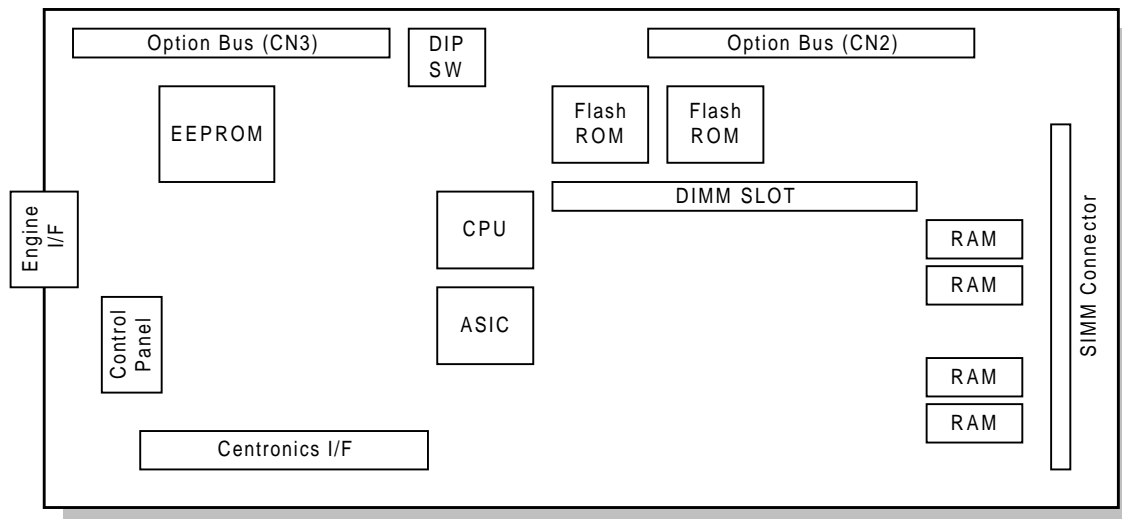 Option Bus (CN3)
DIP
SW
Option Bus (CN2)
EEPROM
Flash
ROM
Flash
ROM
DIMM SLOT
Engine
I/F
CPU
RAM
RAM
SIMM Connector
Control
Panel
ASIC
RAM
RAM
Centronics I/F